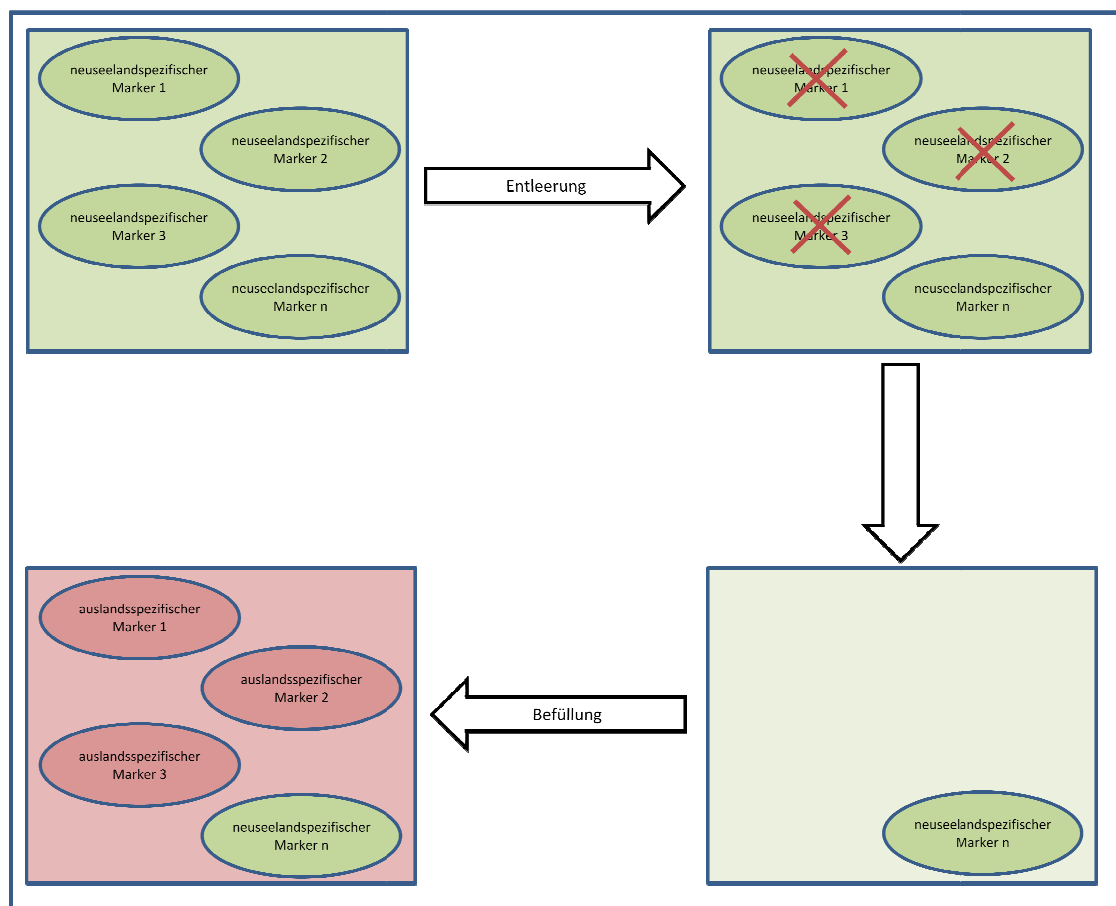 neuseelandspezifischer
Marker 1
neuseelandspezifischer
Marker 2
neuseelandspezifischer
Marker 3
neuseelandspezifischer
Marker n
Entleerung
neuseelandspezifischer
Marker 1
neuseelandspezifischer
Marker 2
neuseelandspezifischer
Marker 3
neuseelandspezifischer
Marker n
auslandsspezifischer
Marker 1
auslandsspezifischer
Marker 2
auslandsspezifischer
Marker 3
neuseelandspezifischer
Marker n
Befüllung
neuseelandspezifischer
Marker n